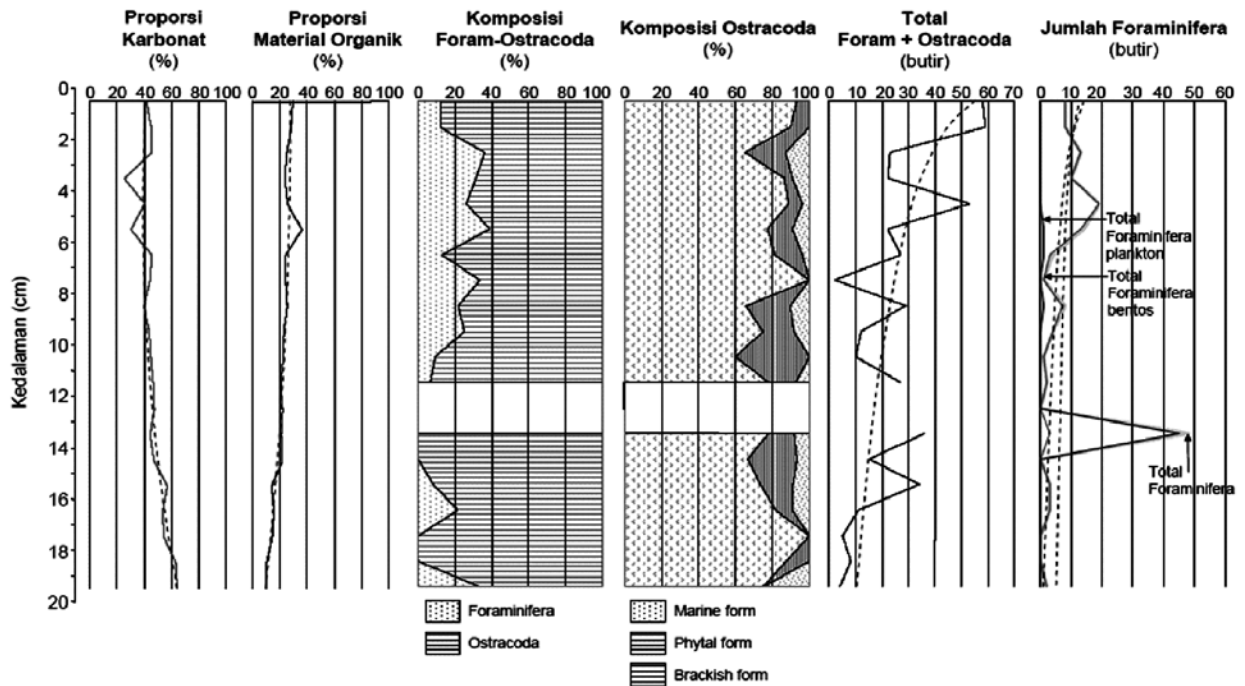 Proporsi
Karbonat
(%)
Proporsi
Material Organik
(%)
Komposisi
Foram-Ostracoda
(%)
Komposisi Ostracoda
(%)
Total
Foram + Ostracoda
(butir)
Jumlah Foraminifera
(butir)
0 20 40 60 80 100
0 20 40 60 80 100
0 20 40 60 80 100
0 20 40 60 80 100
0 10 20 30 40 50 60 70
0 10 20 30 40 50 60
Kedalaman (cm)
0
2
4
6
8
10
12
14
16
18
20
Total
Foraminifera
plankton
Total
Foraminifera
bentos
Total
Foraminifera
Foraminifera
Ostracoda
Marine form
Phytal form
Brackish form